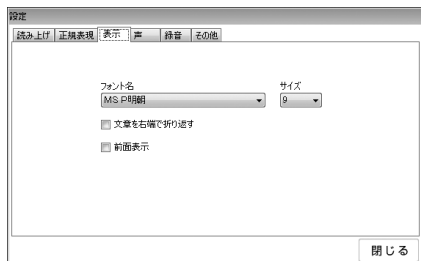 設定
読み上げ 正規表現 表示 声 録音 その他
フォント名 サイズ
MS P明朝 9
文章を右端で折り返す
前面表示
閉じる